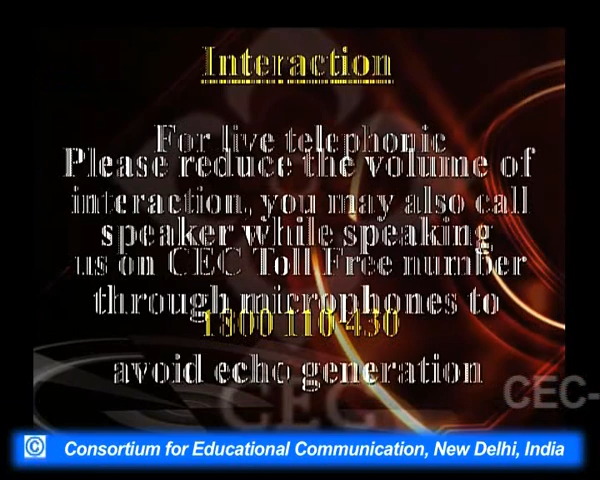 Interaction
For live telephonic
Please reduce the volume of
interaction, you may also call
speaker while speaking
us on CEC Toll Free number
through microphones to
1800 110 430
avoid echo generation
CEC
CEC-
© Consortium for Educational Communication, New Delhi, India